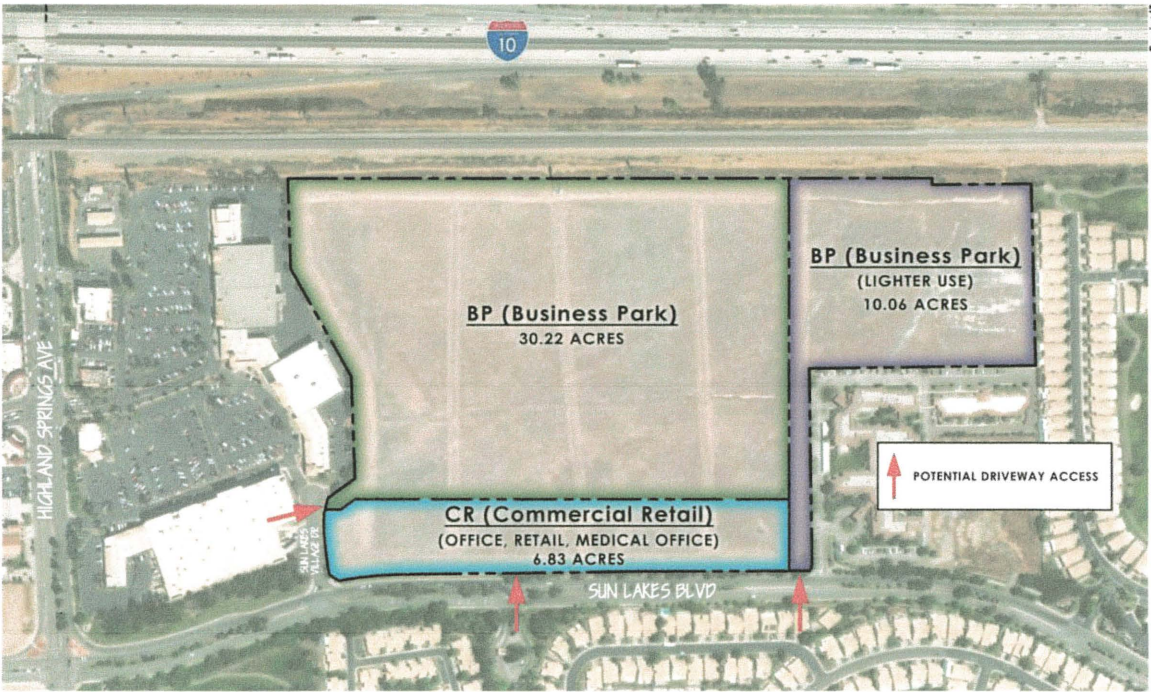 10
BP (Business Park)
30.22 ACRES
BP (Business Park)
(LIGHTER USE)
10.06 ACRES
HIGHLAND SPRINGS AVE
POTENTIAL DRIVEWAY ACCESS
CR (Commercial Retail)
(OFFICE, RETAIL, MEDICAL OFFICE)
6.83 ACRES
SUN LAKES
VILLAGE DR
SUN LAKES BLVD